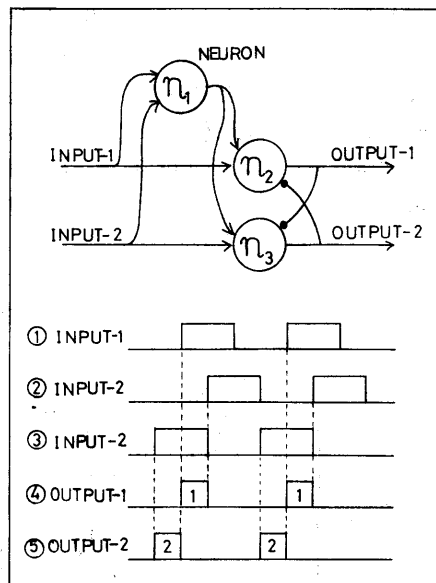 NEURON
n1
INPUT-1
OUTPUT-1
n2
INPUT-2
OUTPUT-2
n3
① INPUT-1
② INPUT-2
③ INPUT-2
④ OUTPUT-1 1 1
⑤ OUTPUT-2 2 2